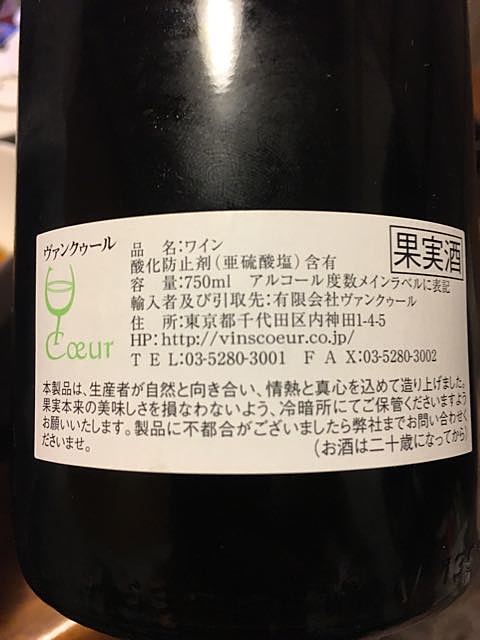 ヴァンクゥール
Cœur
果実酒
品　名:ワイン
酸化防止剤(亜硫酸塩)含有
容　量:750ml　アルコール度数メインラベルに表記
輸入者及び引取先:有限会社ヴァンクゥール
住　所:東京都千代田区内神田1-4-5
HP:http://vinscoeur.co.jp/
T E L:03-5280-3001　F A X:03-5280-3002
本製品は、生産者が自然と向き合い、情熱と真心を込めて造り上げました。
果実本来の美味しさを損なわないよう、冷暗所にてご保管くださいますよう
お願いいたします。製品に不都合がございましたら弊社までお問い合わせく
ださいませ。
(お酒は二十歳になってから)